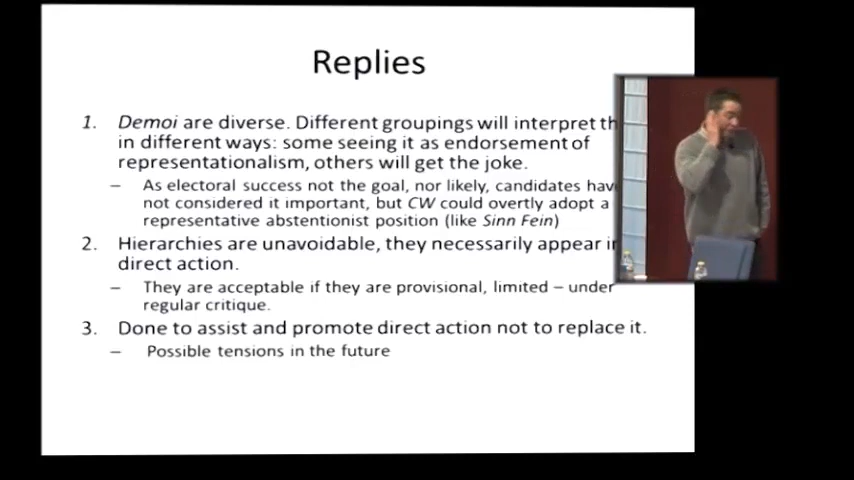 Replies
1. Demoi are diverse. Different groupings will interpret th
in different ways: some seeing it as endorsement of
representationalism, others will get the joke.
– As electoral success not the goal, nor likely, candidates hav
not considered it important, but CW could overtly adopt a
representative abstentionist position (like Sinn Fein)
2. Hierarchies are unavoidable, they necessarily appear in
direct action.
– They are acceptable if they are provisional, limited – under
regular critique.
3. Done to assist and promote direct action not to replace it.
– Possible tensions in the future